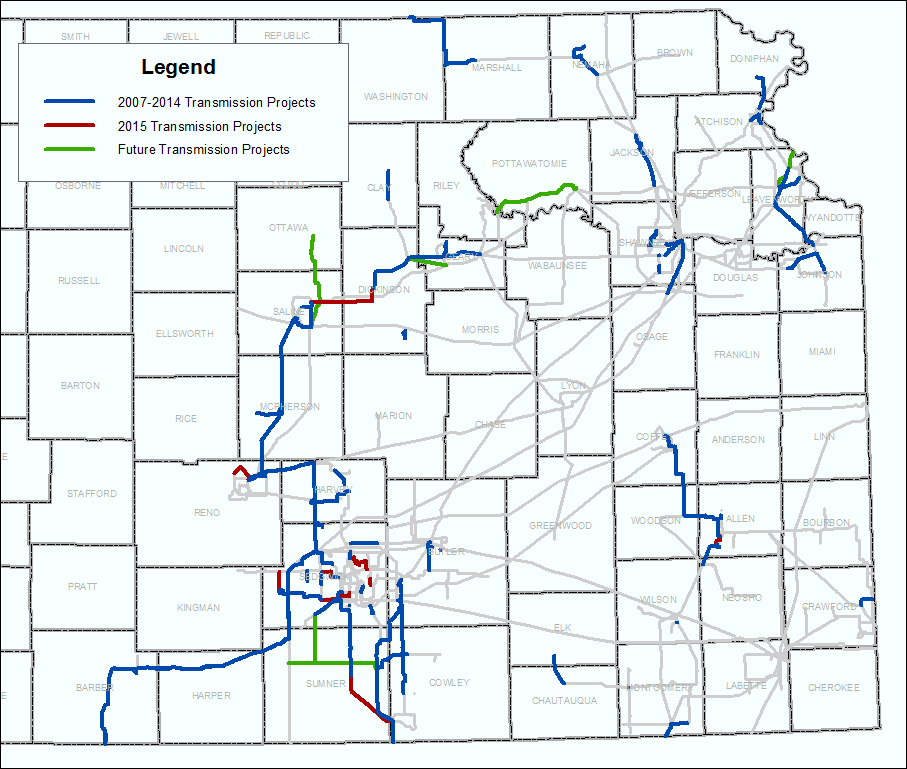 SMITH
JEWELL
REPUBLIC
Legend
2007-2014 Transmission Projects
2015 Transmission Projects
Future Transmission Projects
WASHINGTON
MARSHALL
NEMAHA
BROWN
DONIPHAN
ATCHISON
OSBORNE
MITCHELL
CLAY
RILEY
POTTAWATOMIE
JACKSON
JEFFERSON
LEAVENWORTH
WYANDOTTE
OTTAWA
LINCOLN
RUSSELL
DICKINSON
GEARY
WABAUNSEE
SHAWNEE
DOUGLAS
JOHNSON
SALINE
ELLSWORTH
MORRIS
OSAGE
FRANKLIN
MIAMI
BARTON
RICE
MCPHERSON
MARION
CHASE
LYON
COFFEY
ANDERSON
LINN
E
STAFFORD
RENO
HARVEY
GREENWOOD
WOODSON
ALLEN
BOURBON
PRATT
KINGMAN
BUTLER
WILSON
NEOSHO
CRAWFORD
ELK
BARBER
HARPER
SUMNER
COWLEY
CHAUTAUQUA
MONTGOMERY
LABETTE
CHEROKEE
E